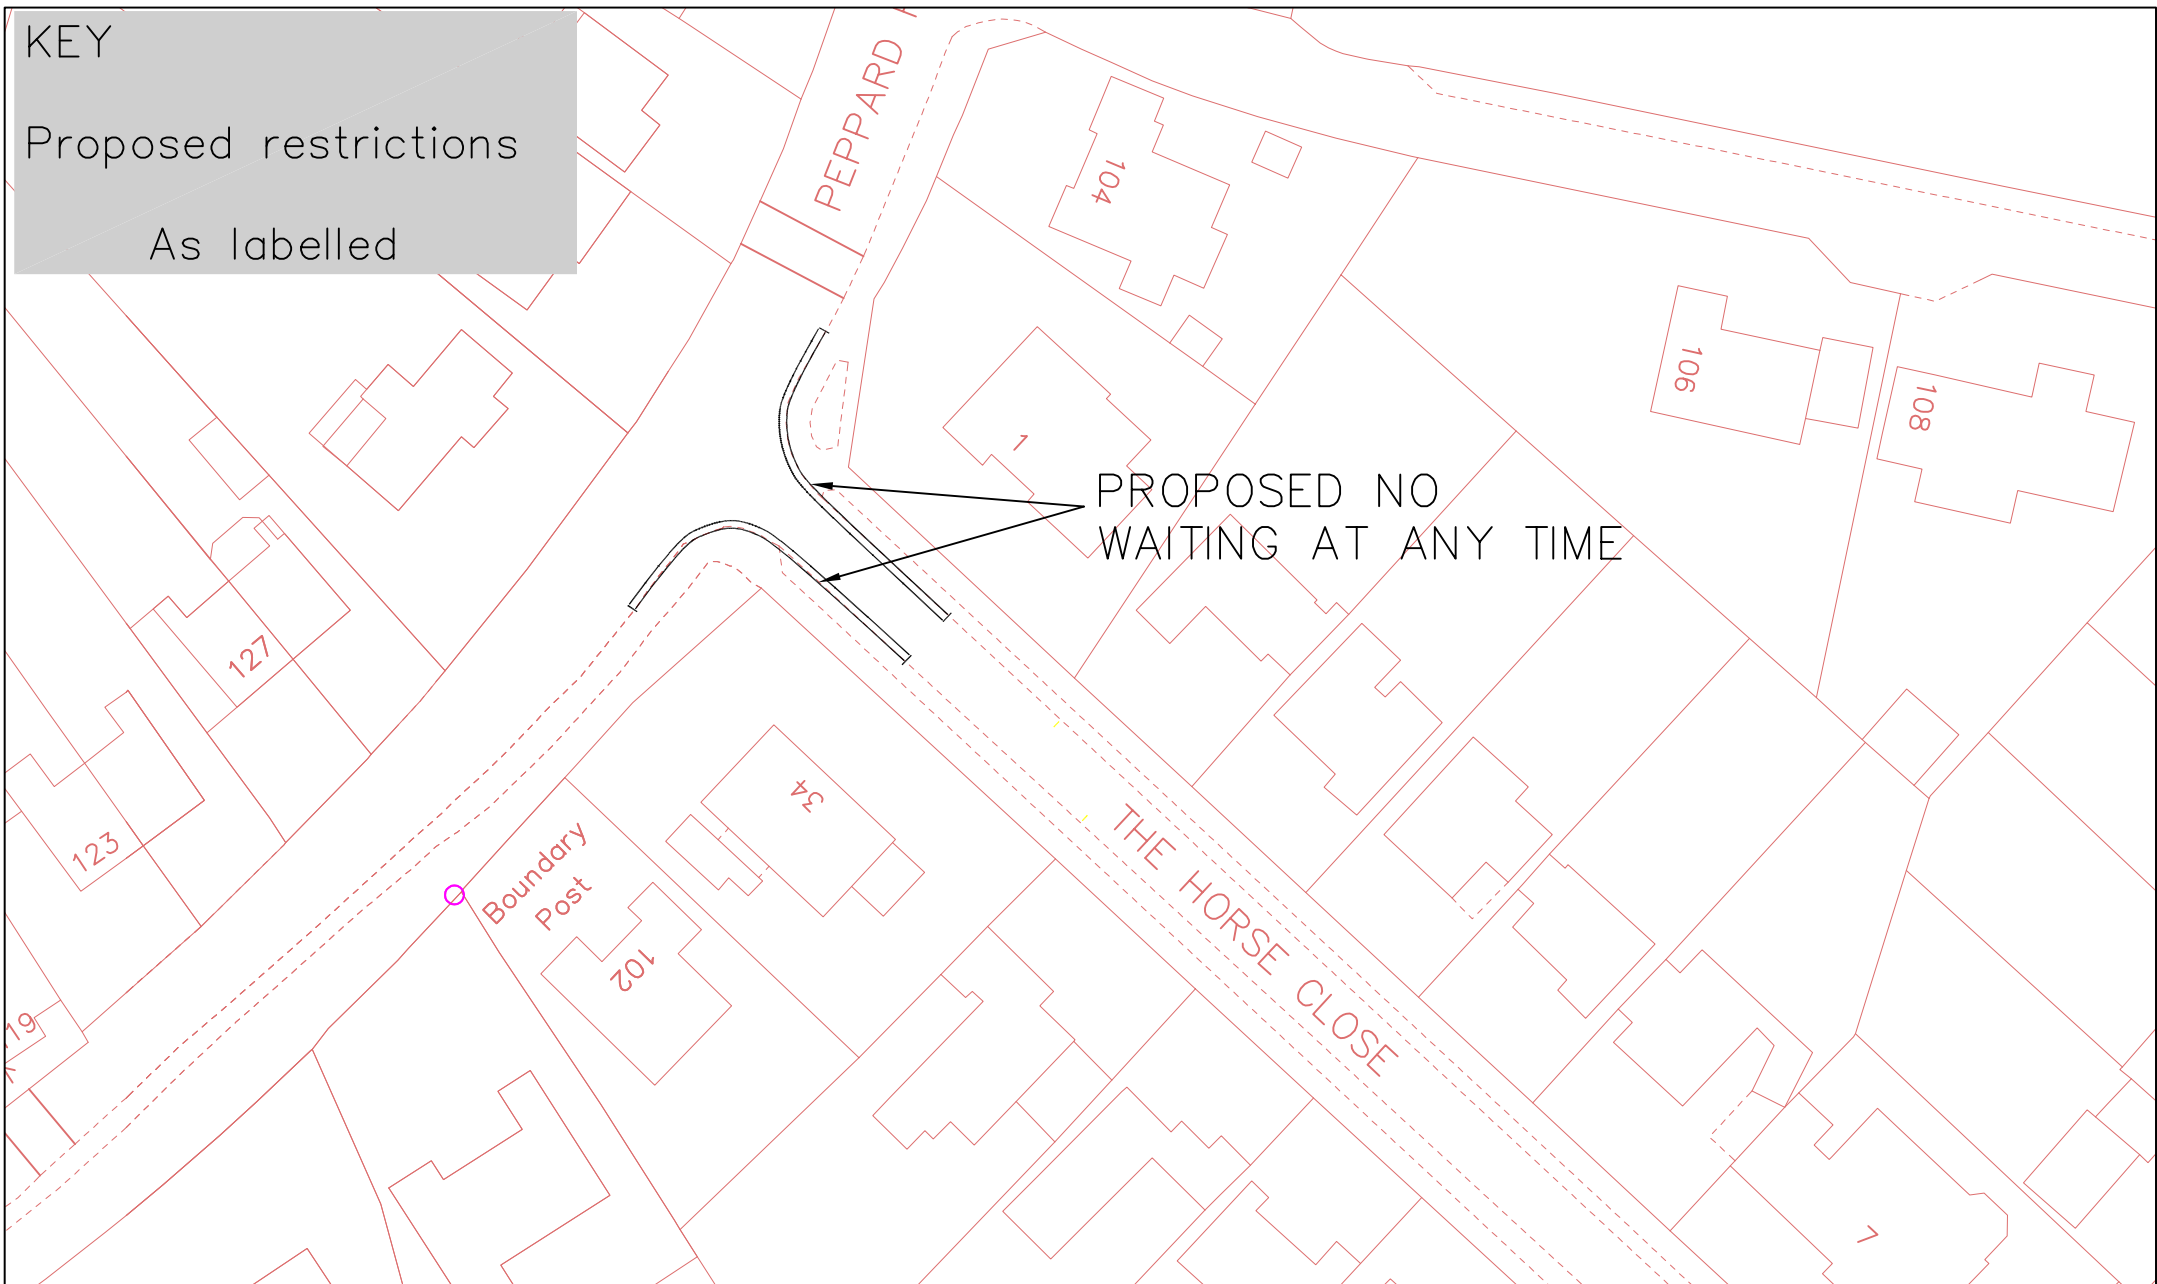 KEY
Proposed restrictions
As labelled
PEPPARD
104
106
108
1
PROPOSED NO
WAITING AT ANY TIME
127
123
34
Boundary
Post
102
THE HORSE CLOSE
7